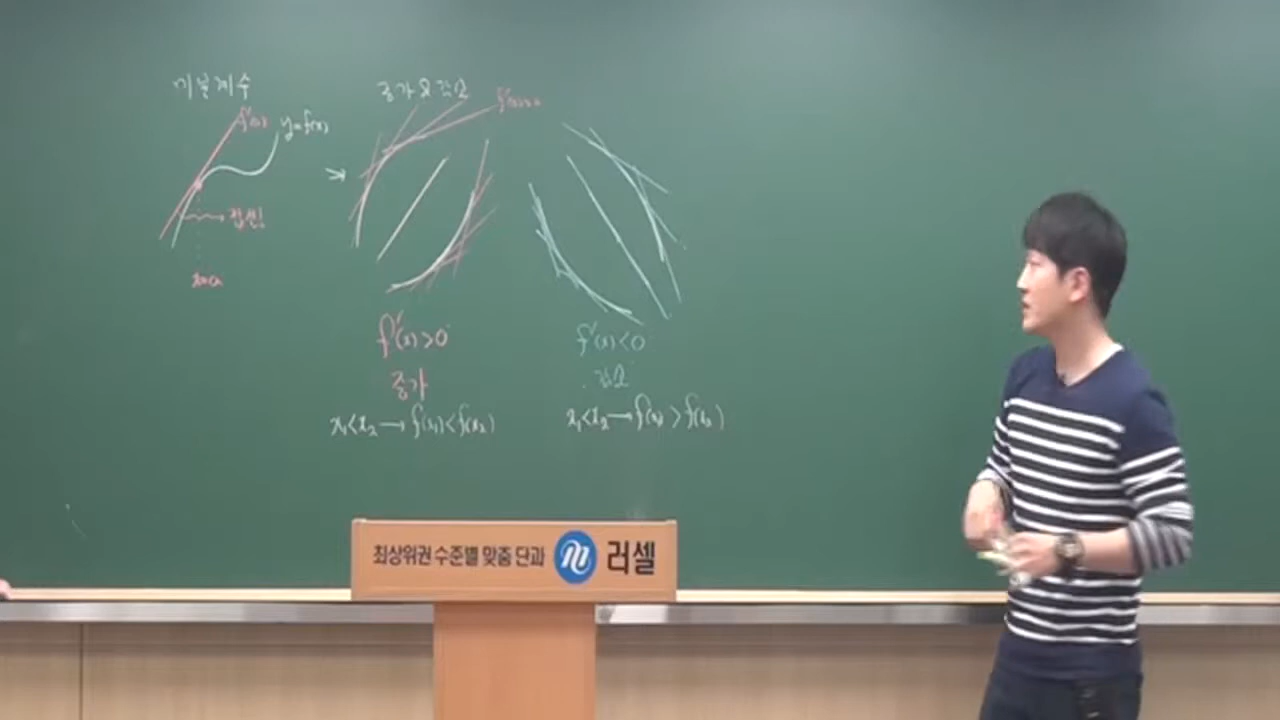 미분계수
f'(a)
y=f(x)
접선!
x=a
증가 & 감소
f'(x)>0
f'(x)>0
증가
x₁<x₂→f(x₁)<f(x₂)
f'(x)<0
감소
x₁<x₂→f(x₁)>f(x₂)
최상위권 수준별 맞춤 단과 러셀